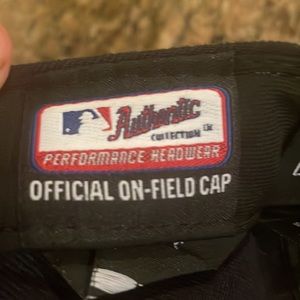 Authentic
COLLECTION
PERFORMANCE HEADWEAR
OFFICIAL ON-FIELD CAP